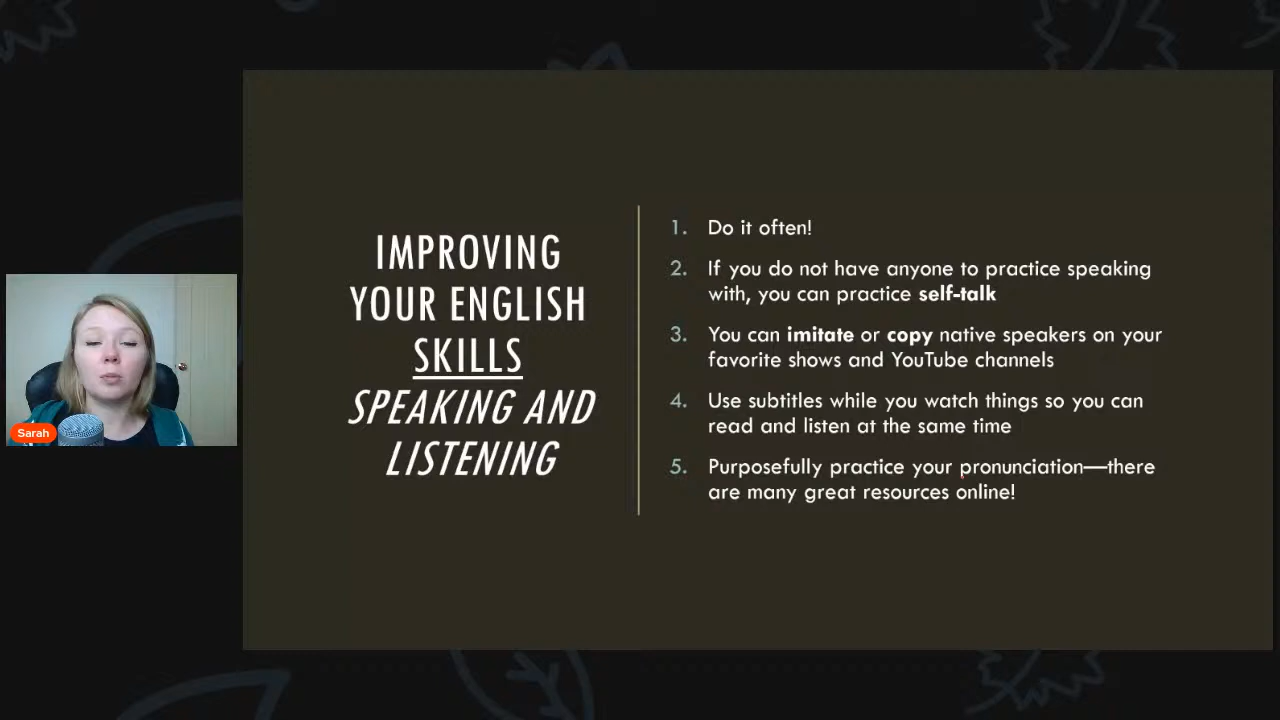 Sarah
IMPROVING
YOUR ENGLISH
SKILLS
SPEAKING AND
LISTENING
1. Do it often!
2. If you do not have anyone to practice speaking
with, you can practice self-talk
3. You can imitate or copy native speakers on your
favorite shows and YouTube channels
4. Use subtitles while you watch things so you can
read and listen at the same time
5. Purposefully practice your pronunciation—there
are many great resources online!